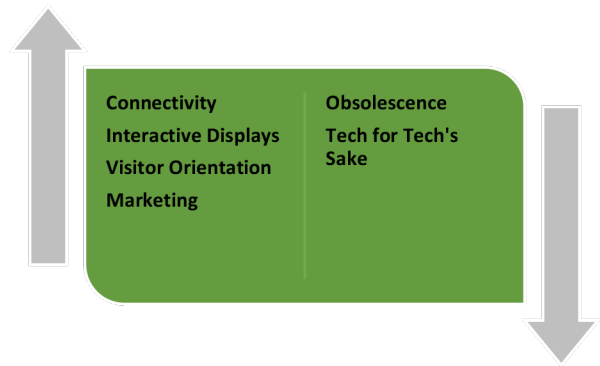 Connectivity
Interactive Displays
Visitor Orientation
Marketing
Obsolescence
Tech for Tech's
Sake